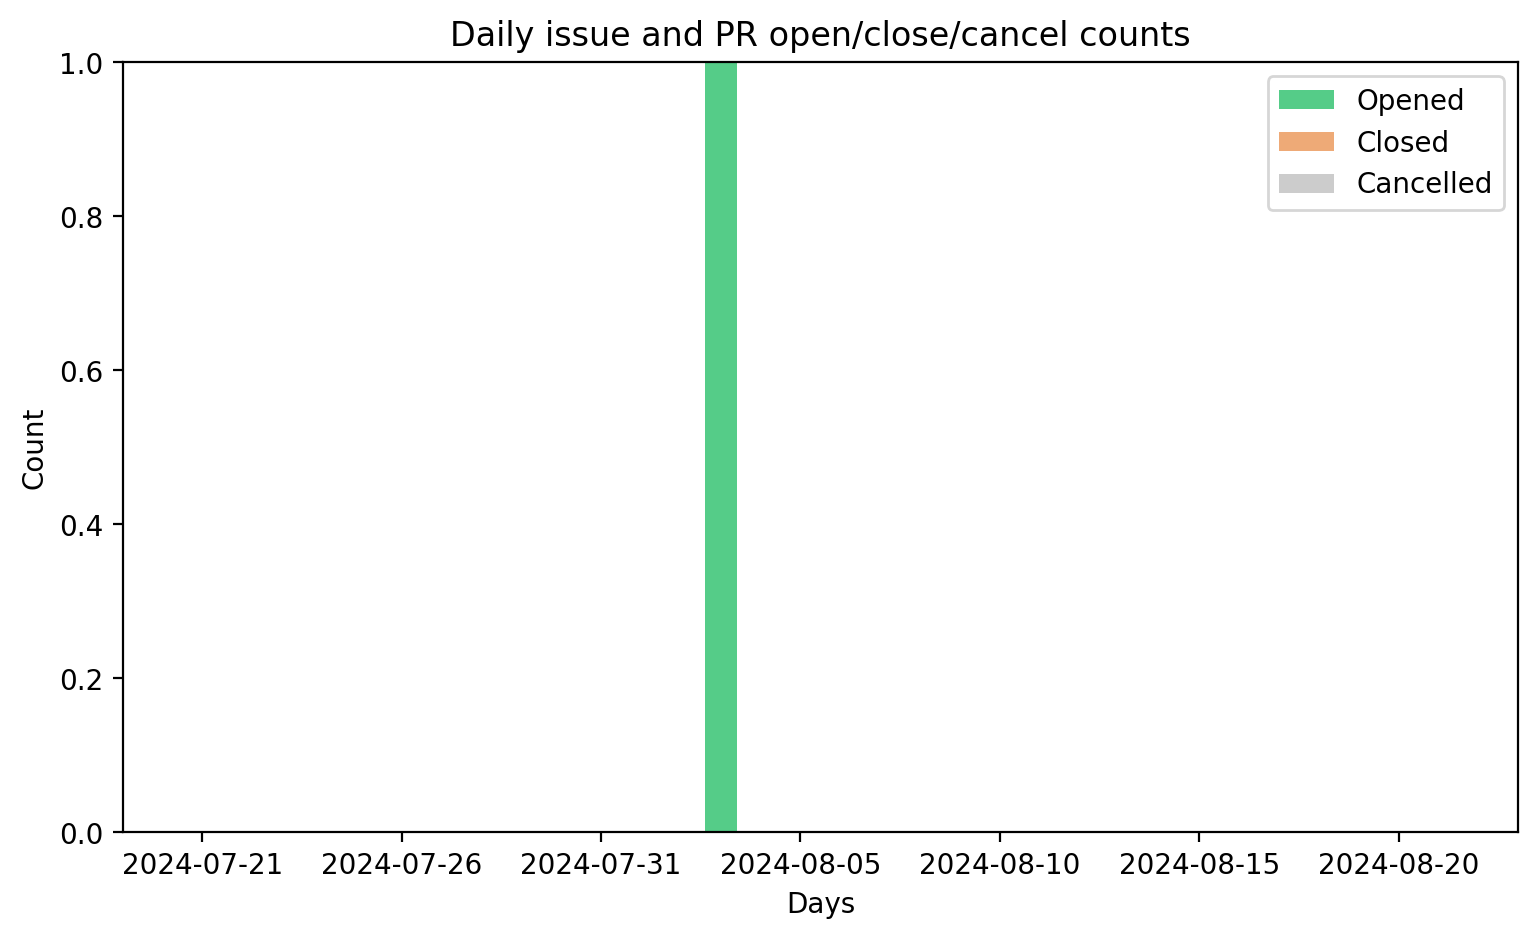 Daily issue and PR open/close/cancel counts
1.0
0.8
0.6
0.4
0.2
0.0
Count
Opened
Closed
Cancelled
2024-07-21 2024-07-26 2024-07-31 2024-08-05 2024-08-10 2024-08-15 2024-08-20
Days